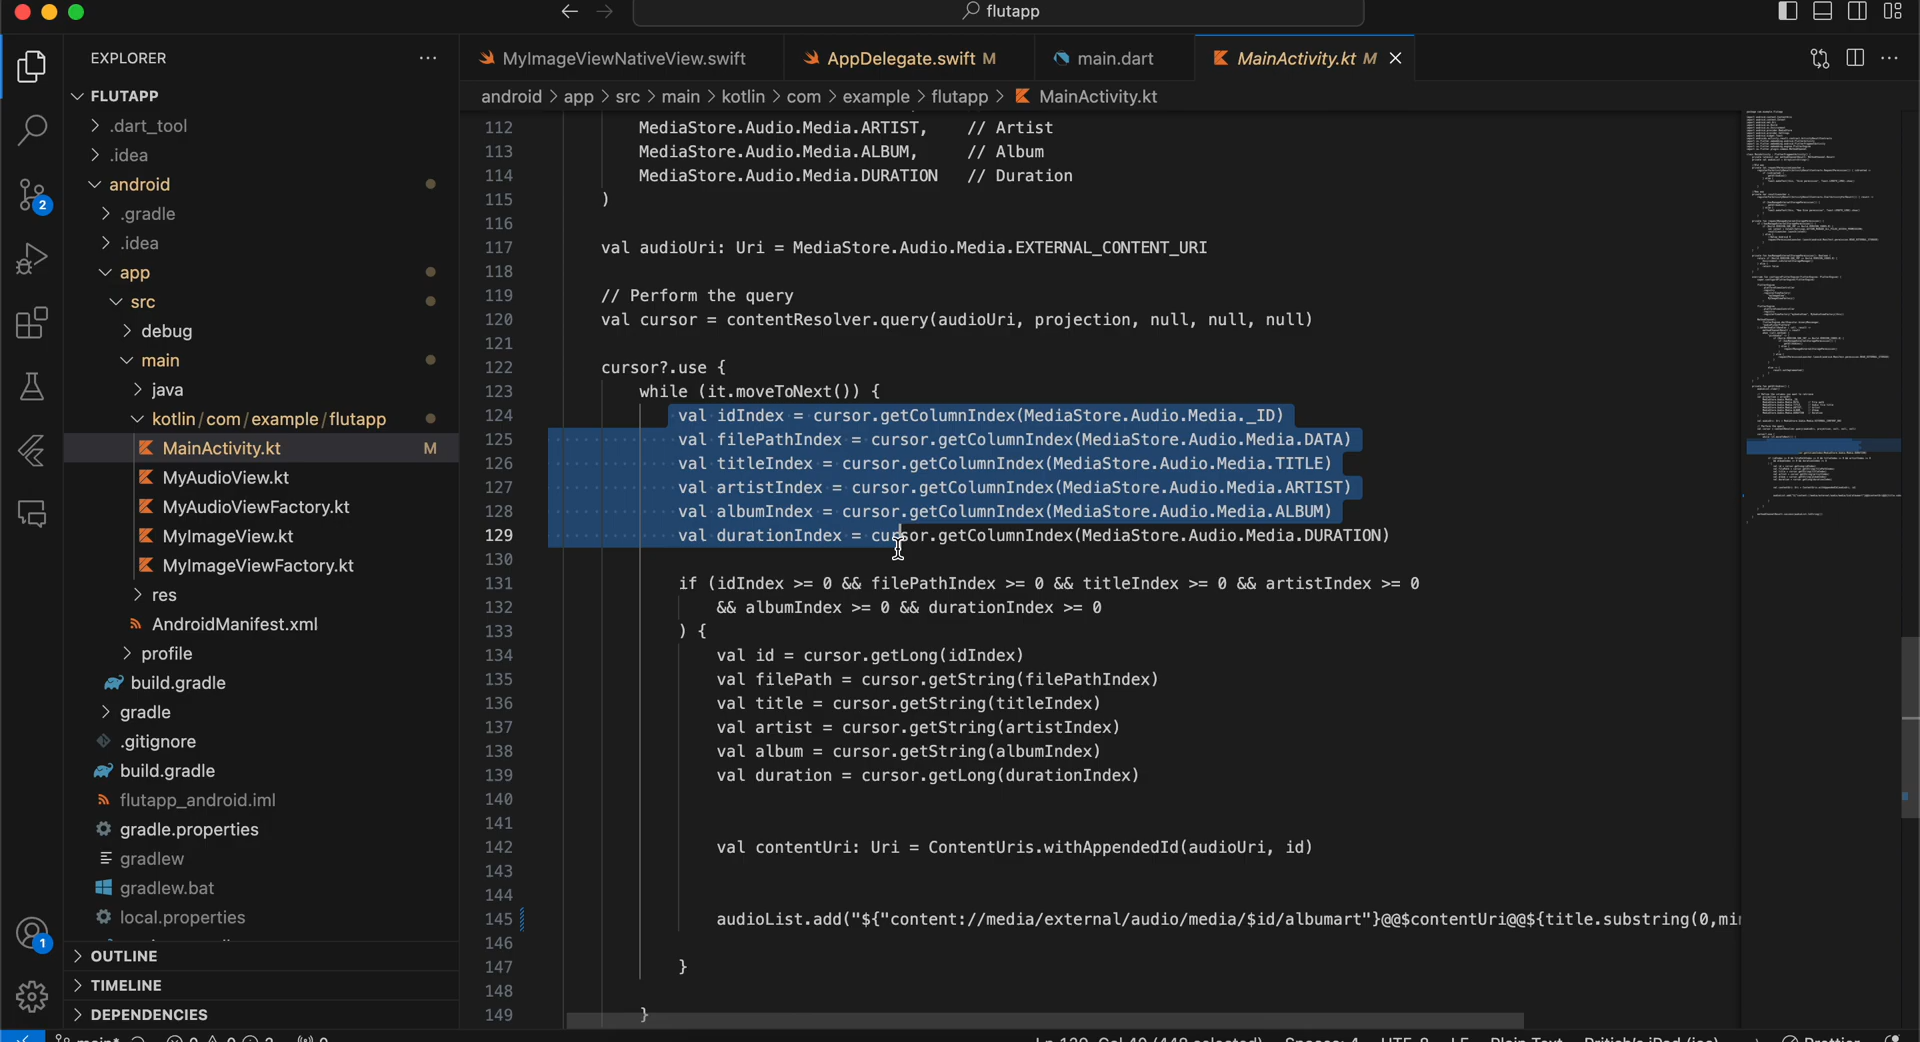 flutapp
EXPLORER
MyImageViewNativeView.swift
AppDelegate.swift M
main.dart
MainActivity.kt M
FLUTAPP
android > app > src > main > kotlin > com > example > flutapp > MainActivity.kt
.dart_tool
.idea
android
.gradle
.idea
app
src
debug
main
java
kotlin/com/example/flutapp
MainActivity.kt M
MyAudioView.kt
MyAudioViewFactory.kt
MyImageView.kt
MyImageViewFactory.kt
res
AndroidManifest.xml
profile
build.gradle
gradle
.gitignore
build.gradle
flutapp_android.iml
gradle.properties
gradlew
gradlew.bat
local.properties
OUTLINE
TIMELINE
DEPENDENCIES
2
1
112 MediaStore.Audio.Media.ARTIST, // Artist
113 MediaStore.Audio.Media.ALBUM, // Album
114 MediaStore.Audio.Media.DURATION // Duration
115 )
116
117 val audioUri: Uri = MediaStore.Audio.Media.EXTERNAL_CONTENT_URI
118
119 // Perform the query
120 val cursor = contentResolver.query(audioUri, projection, null, null, null)
121
122 cursor?.use {
123 while (it.moveToNext()) {
124 val idIndex = cursor.getColumnIndex(MediaStore.Audio.Media._ID)
125 val filePathIndex = cursor.getColumnIndex(MediaStore.Audio.Media.DATA)
126 val titleIndex = cursor.getColumnIndex(MediaStore.Audio.Media.TITLE)
127 val artistIndex = cursor.getColumnIndex(MediaStore.Audio.Media.ARTIST)
128 val albumIndex = cursor.getColumnIndex(MediaStore.Audio.Media.ALBUM)
129 val durationIndex = cursor.getColumnIndex(MediaStore.Audio.Media.DURATION)
130
131 if (idIndex >= 0 && filePathIndex >= 0 && titleIndex >= 0 && artistIndex >= 0
132 && albumIndex >= 0 && durationIndex >= 0
133 ) {
134 val id = cursor.getLong(idIndex)
135 val filePath = cursor.getString(filePathIndex)
136 val title = cursor.getString(titleIndex)
137 val artist = cursor.getString(artistIndex)
138 val album = cursor.getString(albumIndex)
139 val duration = cursor.getLong(durationIndex)
140
141
142 val contentUri: Uri = ContentUris.withAppendedId(audioUri, id)
143
144
145 audioList.add("${"content://media/external/audio/media/$id/albumart"}@@$contentUri@@${title.substring(0,mi
146
147 }
148
149 }